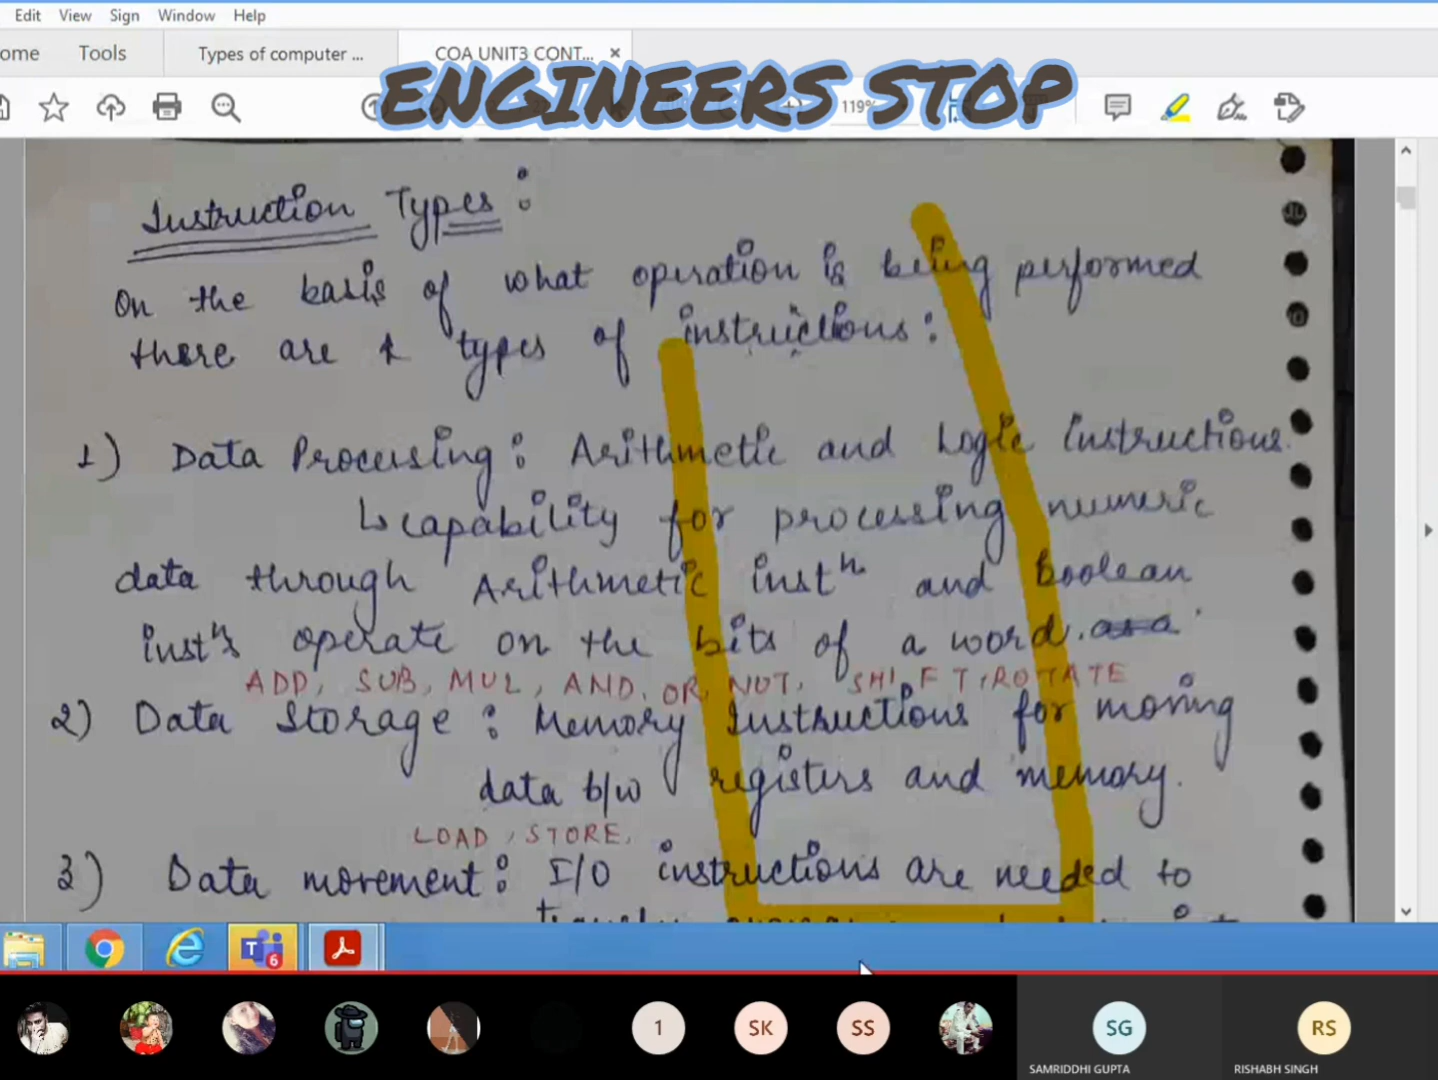 Edit View Sign Window Help
ome Tools Types of computer ... COA UNIT3 CONT... ×
ENGINEERS STOP
119%
Instruction Types:
On the basis of what operation is being performed
there are 4 types of instructions:
1) Data Processing: Arithmetic and Logic instructions.
↳ capability for processing numeric
data through Arithmetic instⁿ and Boolean
instⁿs operate on the bits of a word.
ADD, SUB, MUL, AND, OR, NOT, SHIFT, ROTATE
2) Data Storage: Memory Instructions for moving
data b/w registers and memory.
LOAD, STORE,
3) Data movement: I/O instructions are needed to
T 6
1 SK SS SG RS
SAMRIDDHI GUPTA RISHABH SINGH